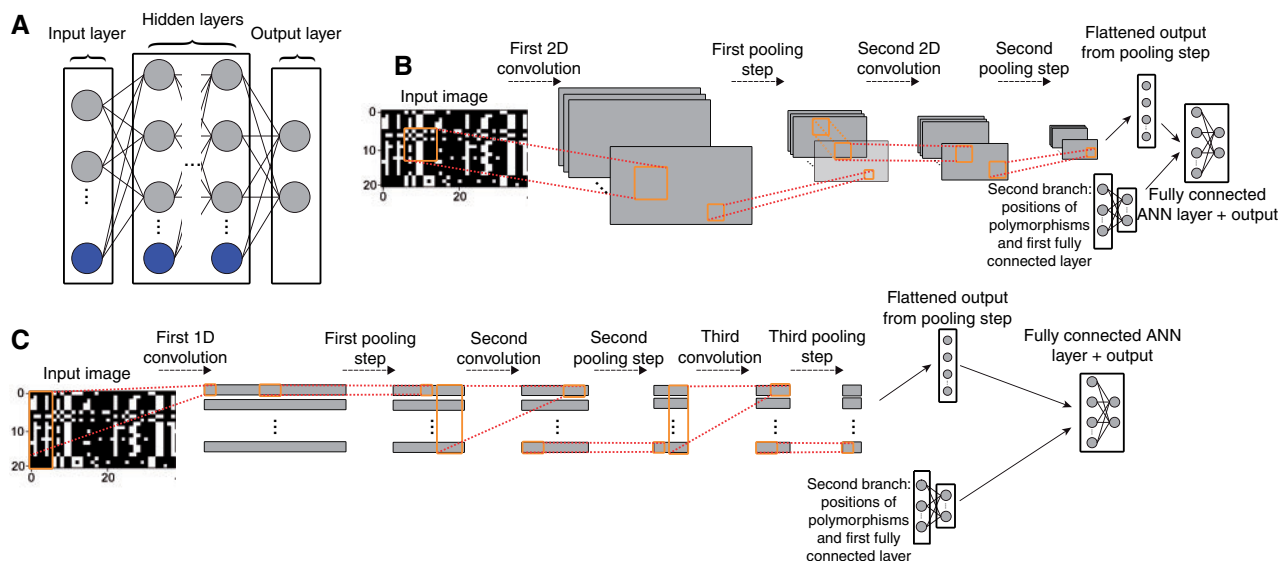 A
Input layer
Hidden layers
Output layer
...
B
Input image
0
10
20
0
20
First 2D
convolution
First pooling
step
Second 2D
convolution
Second
pooling step
Flattened output
from pooling step
Second branch:
positions of
polymorphisms
and first fully
connected layer
Fully connected
ANN layer + output
C
Input image
0
10
20
0
20
First 1D
convolution
First pooling
step
Second
convolution
Second
pooling step
Third
convolution
Third pooling
step
Flattened output
from pooling step
Second branch:
positions of
polymorphisms
and first fully
connected layer
Fully connected ANN
layer + output